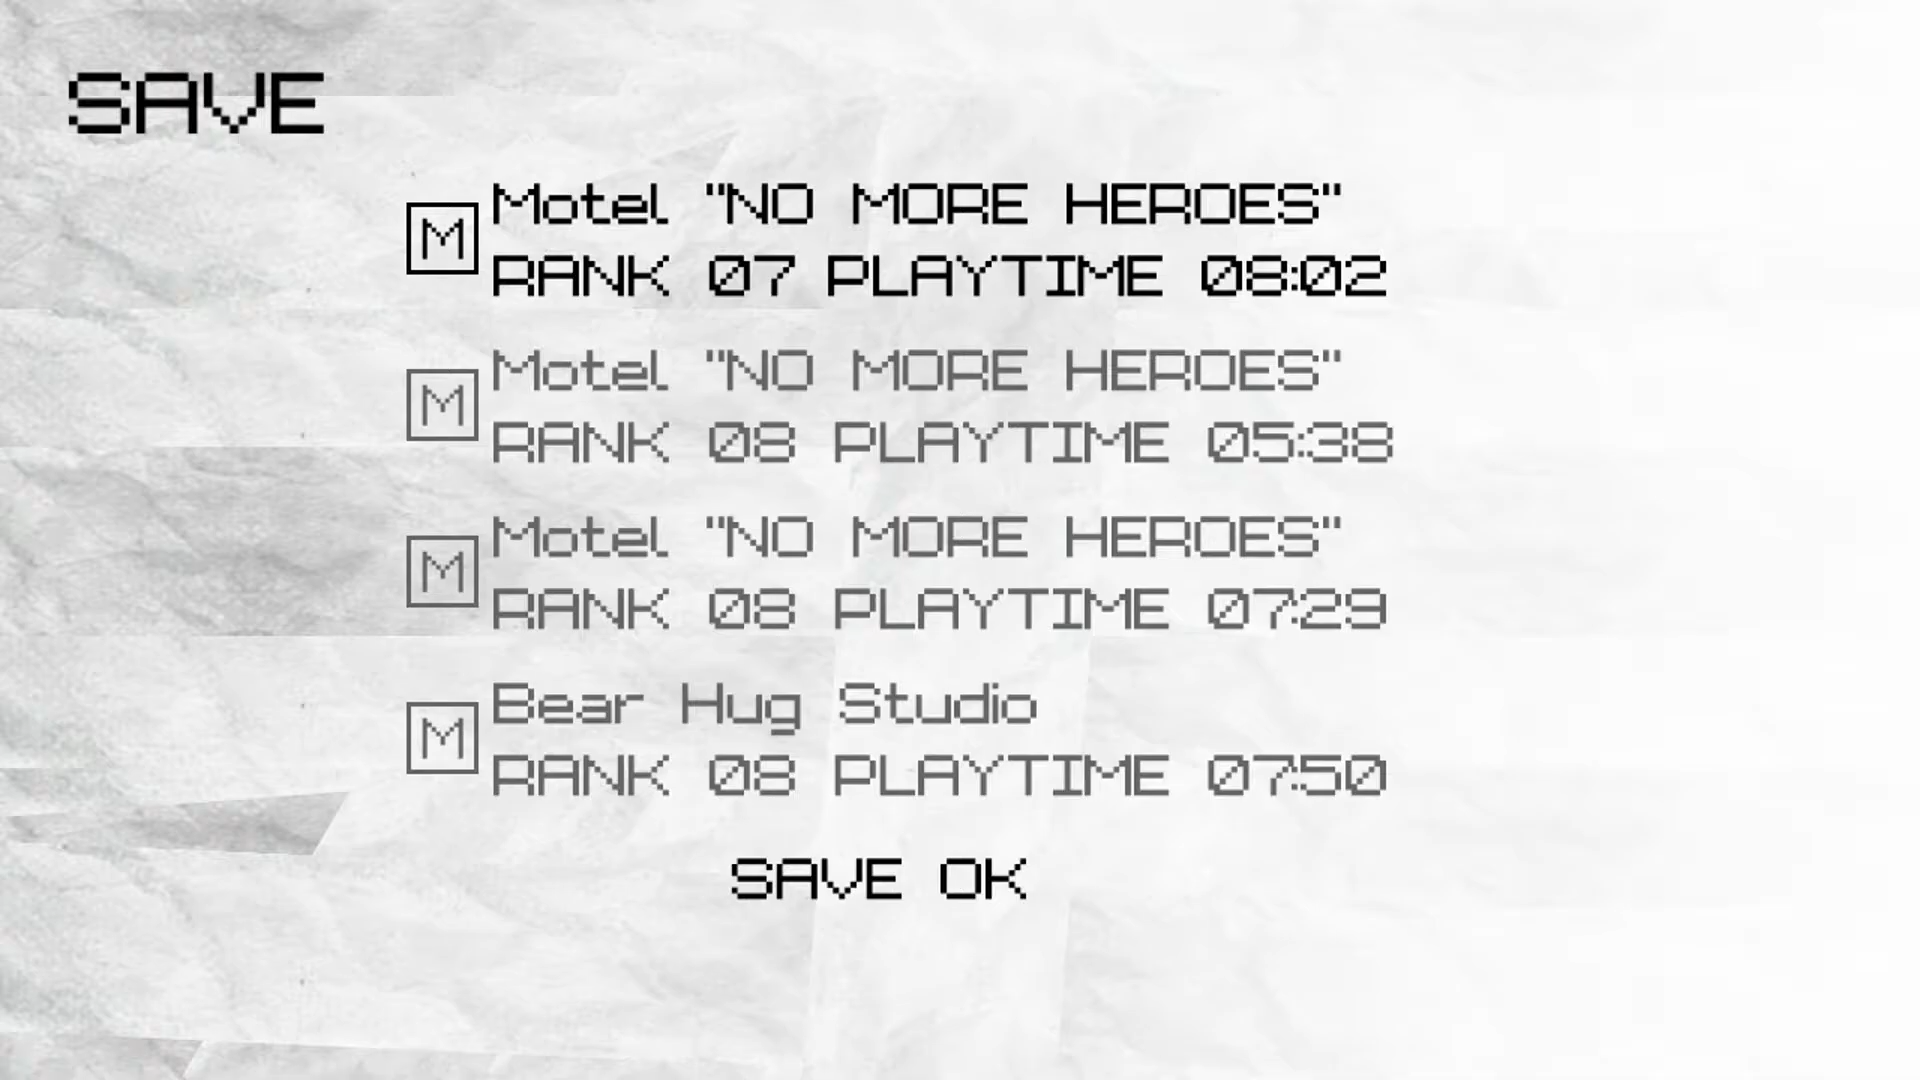 SAVE
M Motel "NO MORE HEROES"
RANK 07 PLAYTIME 08:02
M Motel "NO MORE HEROES"
RANK 08 PLAYTIME 05:38
M Motel "NO MORE HEROES"
RANK 08 PLAYTIME 07:29
M Bear Hug Studio
RANK 08 PLAYTIME 07:50
SAVE OK